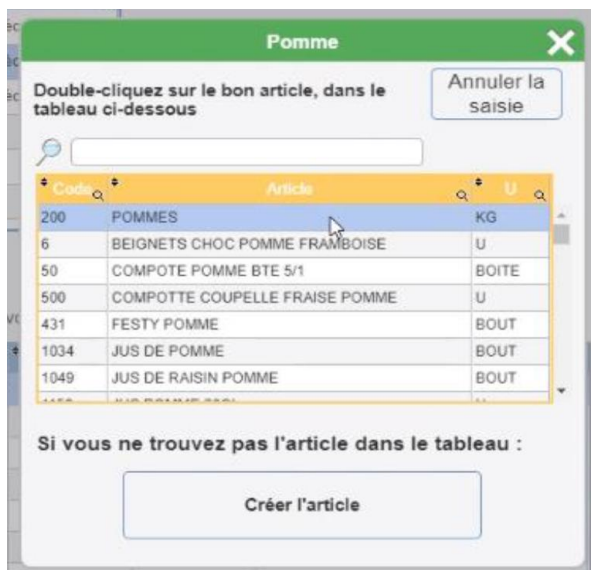 Pomme
Double-cliquez sur le bon article, dans le
tableau ci-dessous
Annuler la
saisie
Code Article U
200 POMMES KG
6 BEIGNETS CHOC POMME FRAMBOISE U
50 COMPOTE POMME BTE 5/1 BOITE
500 COMPOTTE COUPELLE FRAISE POMME U
431 FESTY POMME BOUT
1034 JUS DE POMME BOUT
1049 JUS DE RAISIN POMME BOUT
Si vous ne trouvez pas l'article dans le tableau :
Créer l'article